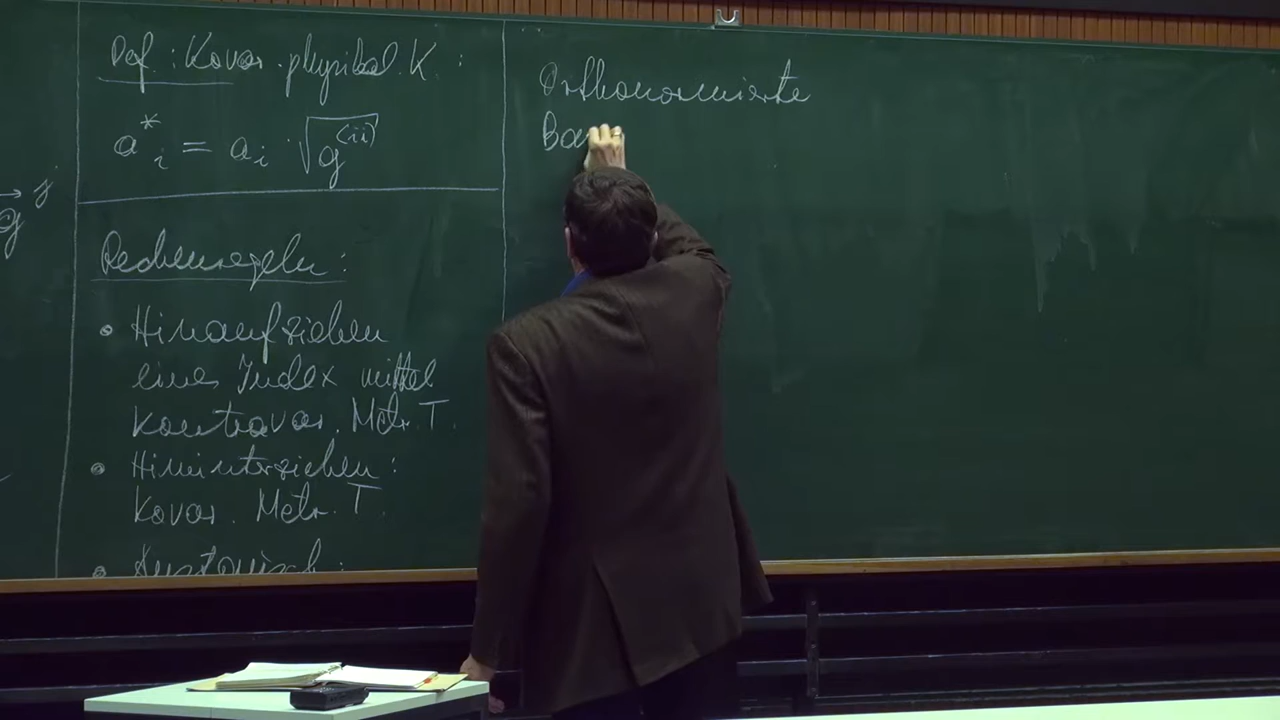 Def.: Kovar. physikal. K.:
a*ᵢ = aᵢ √g⁽ⁱⁱ⁾
g⃗ʲ
Rechenregeln:
• Hinaufziehen
eines Index mittel
kontravar. Metr. T.
• Hinunterziehen:
Kovar. Metr. T.
•
Orthonormierte
Ba